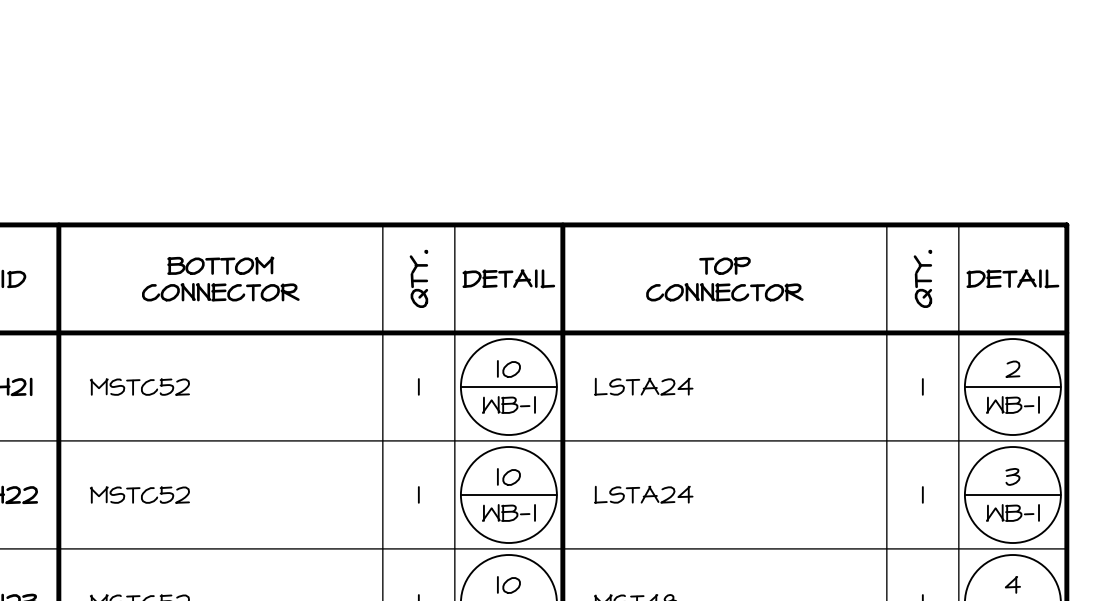 ID
BOTTOM
CONNECTOR
QTY.
DETAIL
TOP
CONNECTOR
QTY.
DETAIL
H21
MSTC52
1
10
WB-1
LSTA24
1
2
WB-1
H22
MSTC52
1
10
WB-1
LSTA24
1
3
WB-1
10
4